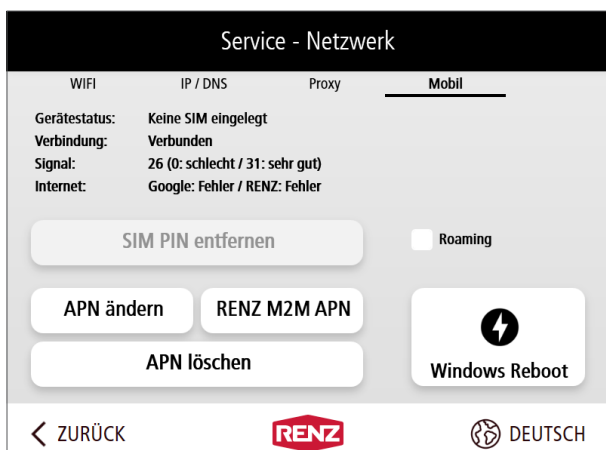 Service - Netzwerk
WIFI IP / DNS Proxy Mobil
Gerätestatus: Keine SIM eingelegt
Verbindung: Verbunden
Signal: 26 (0: schlecht / 31: sehr gut)
Internet: Google: Fehler / RENZ: Fehler
SIM PIN entfernen Roaming
APN ändern RENZ M2M APN
APN löschen Windows Reboot
ZURÜCK RENZ DEUTSCH